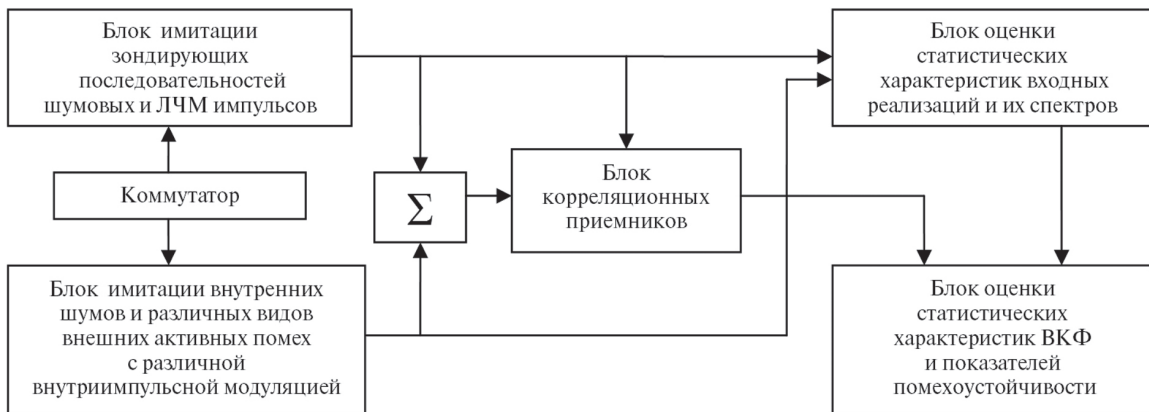 Блок имитации
зондирующих
последовательностей
шумовых и ЛЧМ импульсов
Блок оценки
статистических
характеристик входных
реализаций и их спектров
Коммутатор
Σ
Блок
корреляционных
приемников
Блок имитации внутренних
шумов и различных видов
внешних активных помех
с различной
внутриимпульсной модуляцией
Блок оценки
статистических
характеристик ВКФ
и показателей
помехоустойчивости